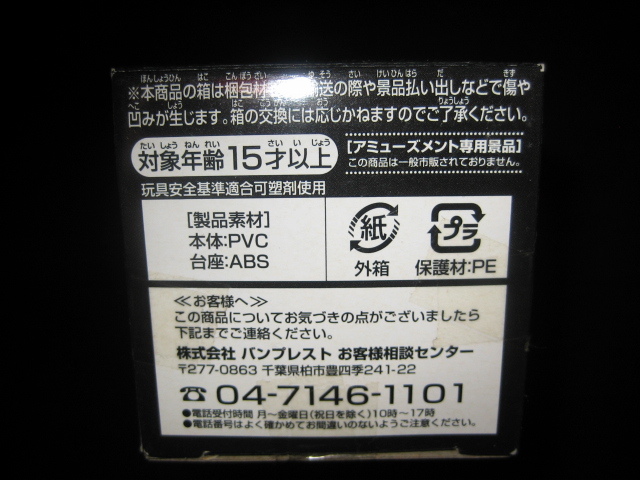 ※本商品の箱は梱包材 輸送の際や景品払い出しなどで傷や
凹みが生じます。箱の交換には応じかねますのでご了承ください。
対象年齢15才以上
[アミューズメント専用景品]
この商品は一般市販されておりません。
玩具安全基準適合可塑剤使用
[製品素材]
本体:PVC
台座:ABS
紙
外箱
プラ
保護材:PE
≪お客様へ≫
この商品についてお気づきの点がございましたら
下記までご連絡ください。
株式会社 バンプレスト お客様相談センター
〒277-0863 千葉県柏市豊四季241-22
☎04-7146-1101
●電話受付時間 月〜金曜日(祝日を除く)10時〜17時
●電話番号はよく確かめてお間違いのないようご注意ください。